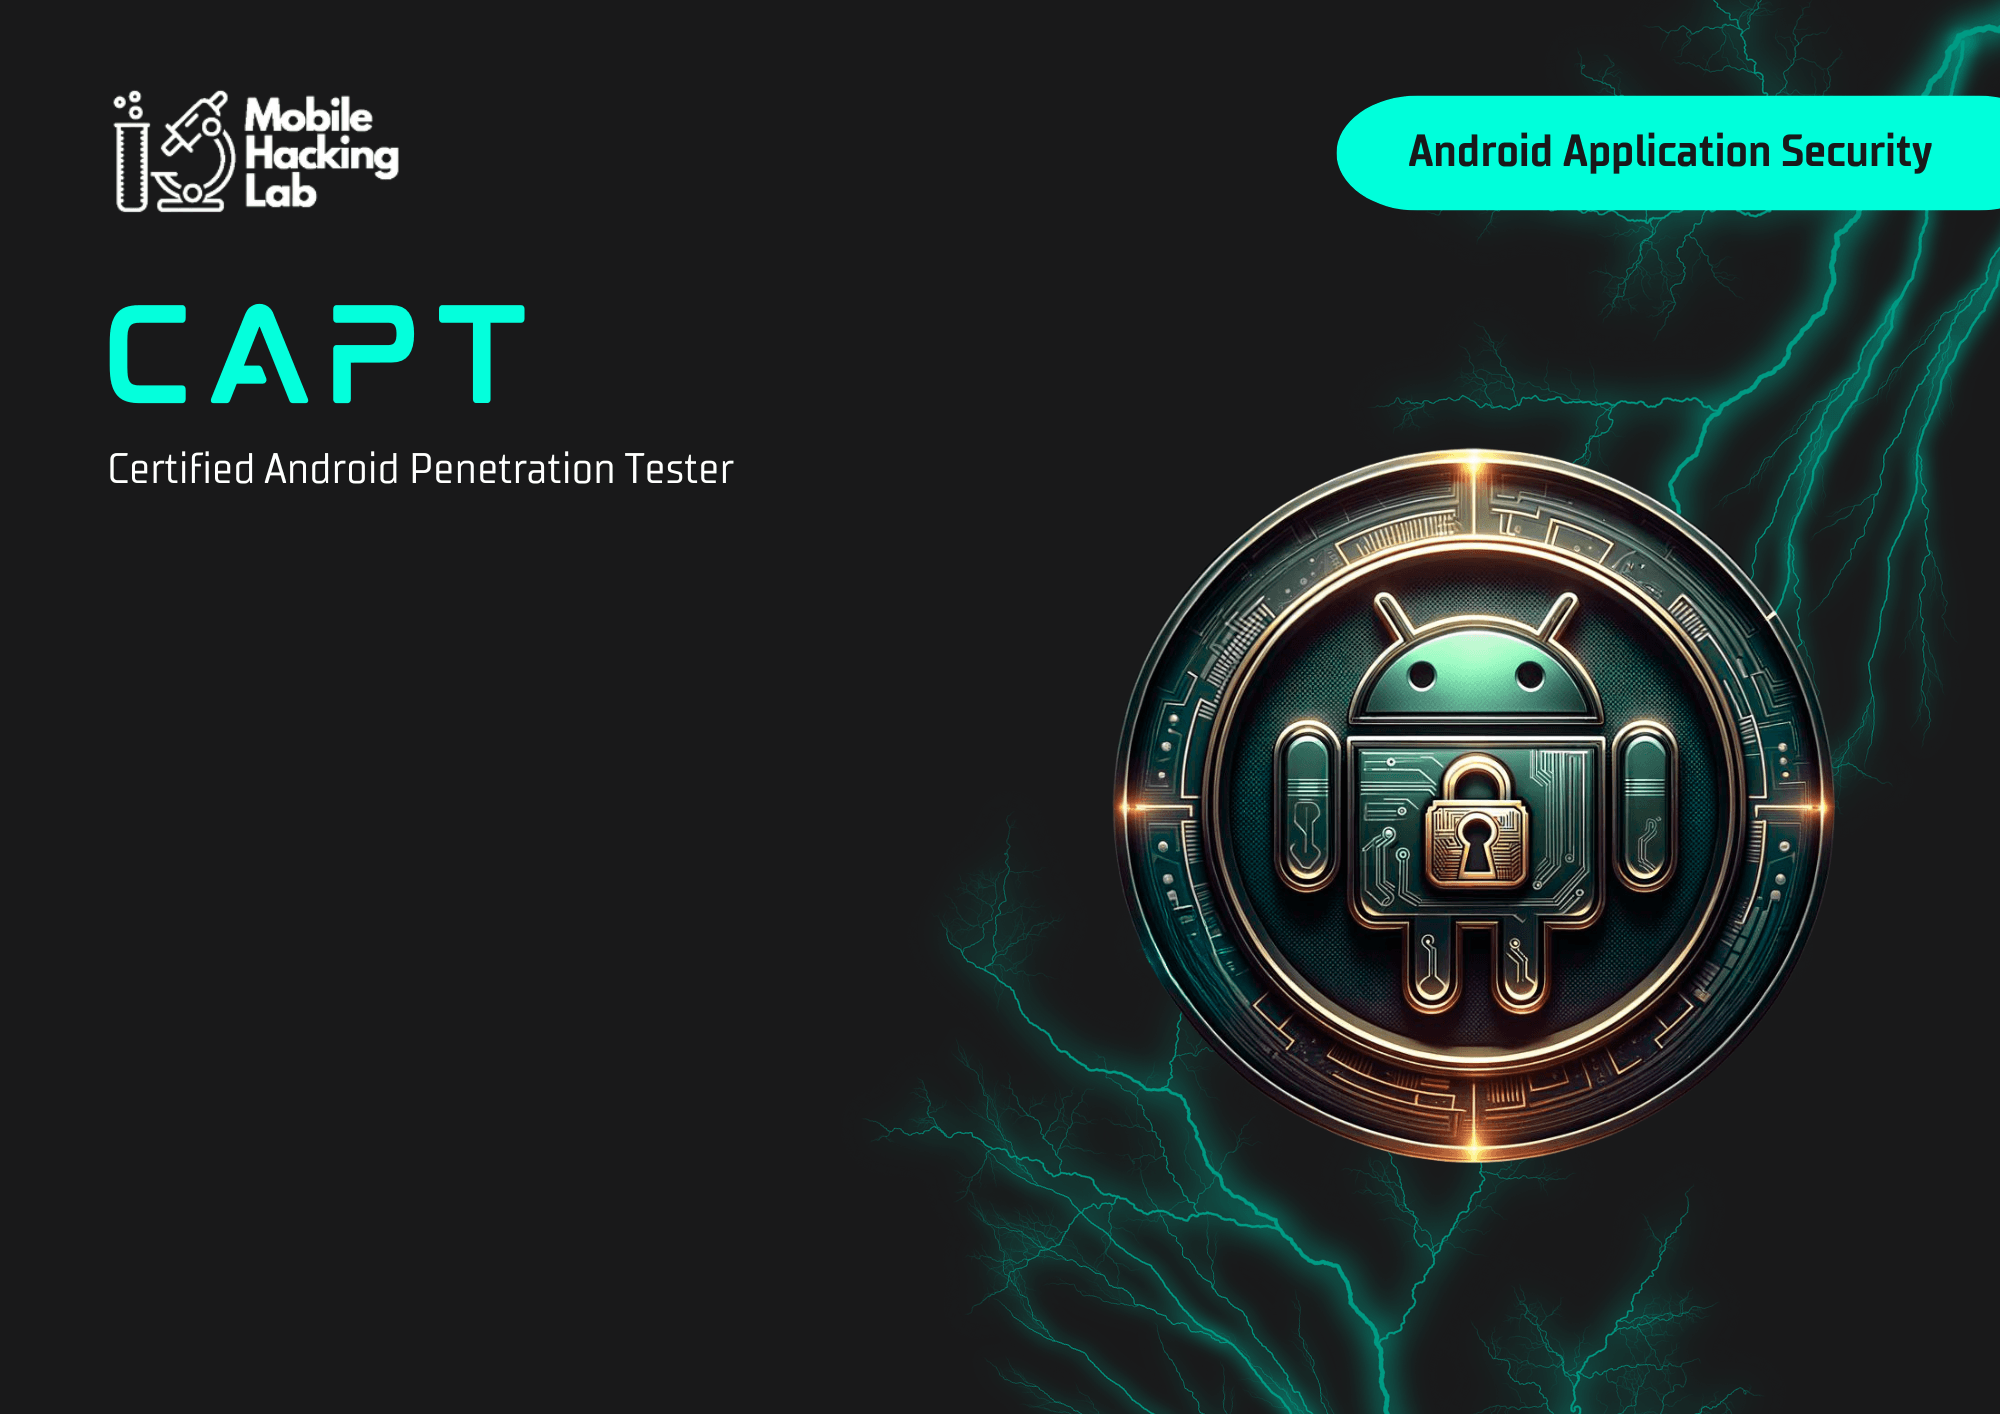 Mobile
Hacking
Lab
Android Application Security
CAPT
Certified Android Penetration Tester